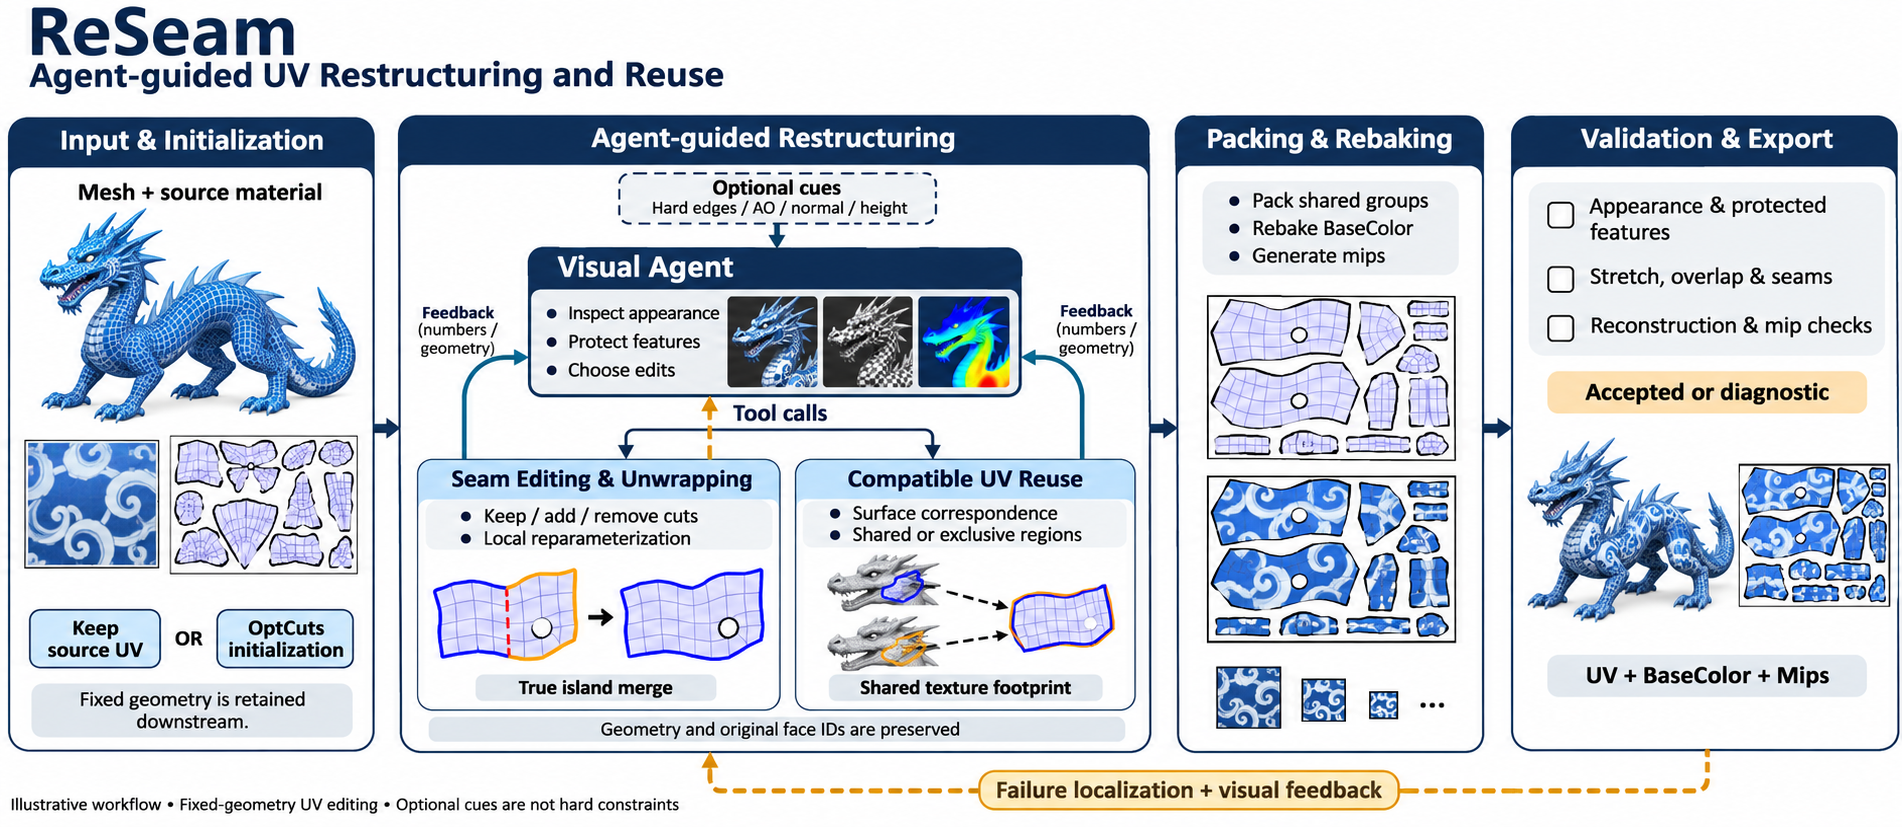 ReSeam
Agent-guided UV Restructuring and Reuse
Input & Initialization
Mesh + source material
Keep
source UV
OR
OptCuts
initialization
Fixed geometry is retained
downstream.
Agent-guided Restructuring
Optional cues
Hard edges / AO / normal / height
Visual Agent
• Inspect appearance
• Protect features
• Choose edits
Feedback
(numbers /
geometry)
Feedback
(numbers /
geometry)
Tool calls
Seam Editing & Unwrapping
• Keep / add / remove cuts
• Local reparameterization
True island merge
Compatible UV Reuse
• Surface correspondence
• Shared or exclusive regions
Shared texture footprint
Geometry and original face IDs are preserved
Packing & Rebaking
• Pack shared groups
• Rebake BaseColor
• Generate mips
...
Validation & Export
Appearance & protected
features
Stretch, overlap & seams
Reconstruction & mip checks
Accepted or diagnostic
UV + BaseColor + Mips
Failure localization + visual feedback
Illustrative workflow • Fixed-geometry UV editing • Optional cues are not hard constraints